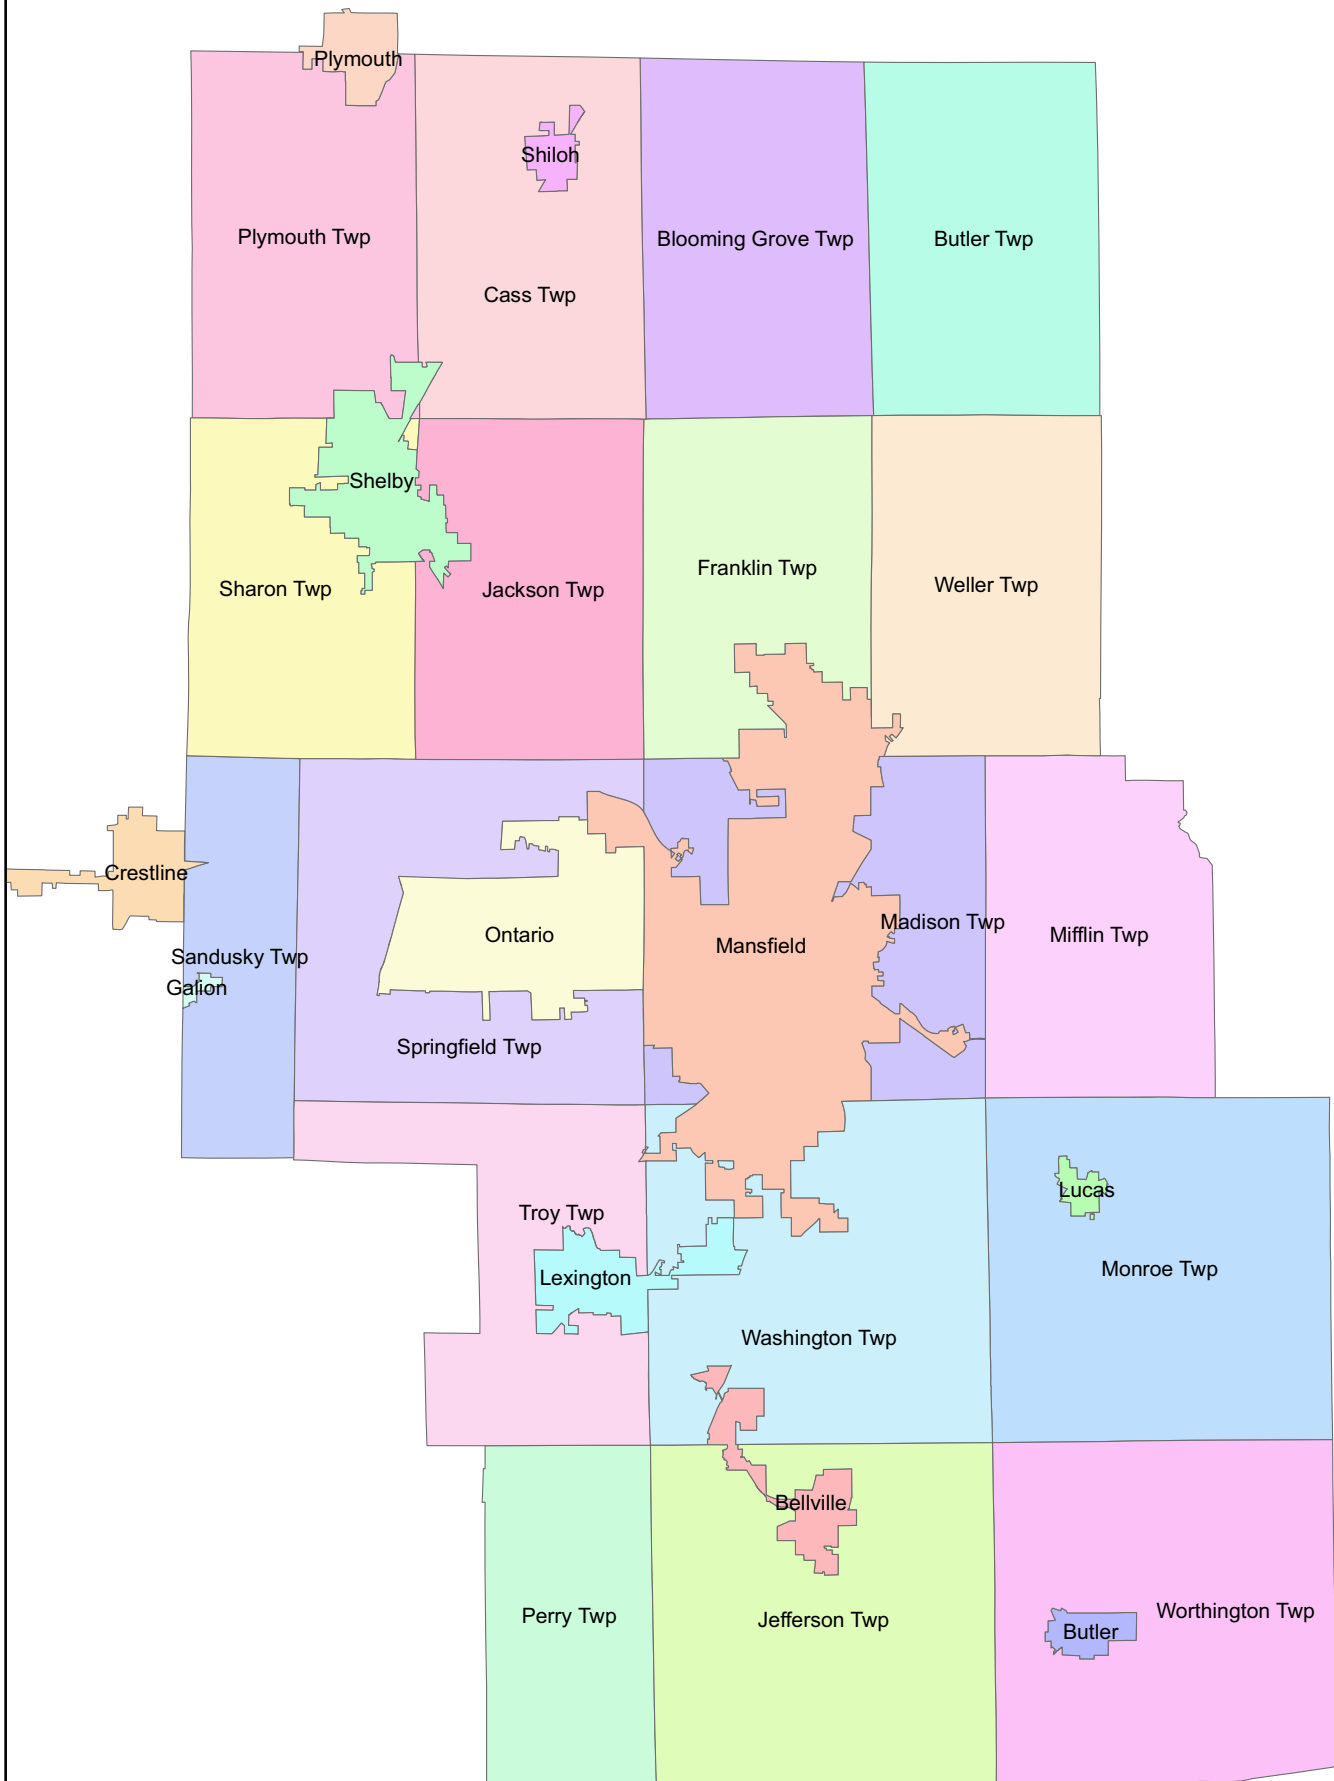 Plymouth
Shiloh
Plymouth Twp
Blooming Grove Twp
Butler Twp
Cass Twp
Shelby
Franklin Twp
Weller Twp
Sharon Twp
Jackson Twp
Crestline
Madison Twp
Ontario
Mansfield
Mifflin Twp
Sandusky Twp
Galion
Springfield Twp
Lucas
Troy Twp
Lexington
Monroe Twp
Washington Twp
Bellville
Perry Twp
Jefferson Twp
Worthington Twp
Butler